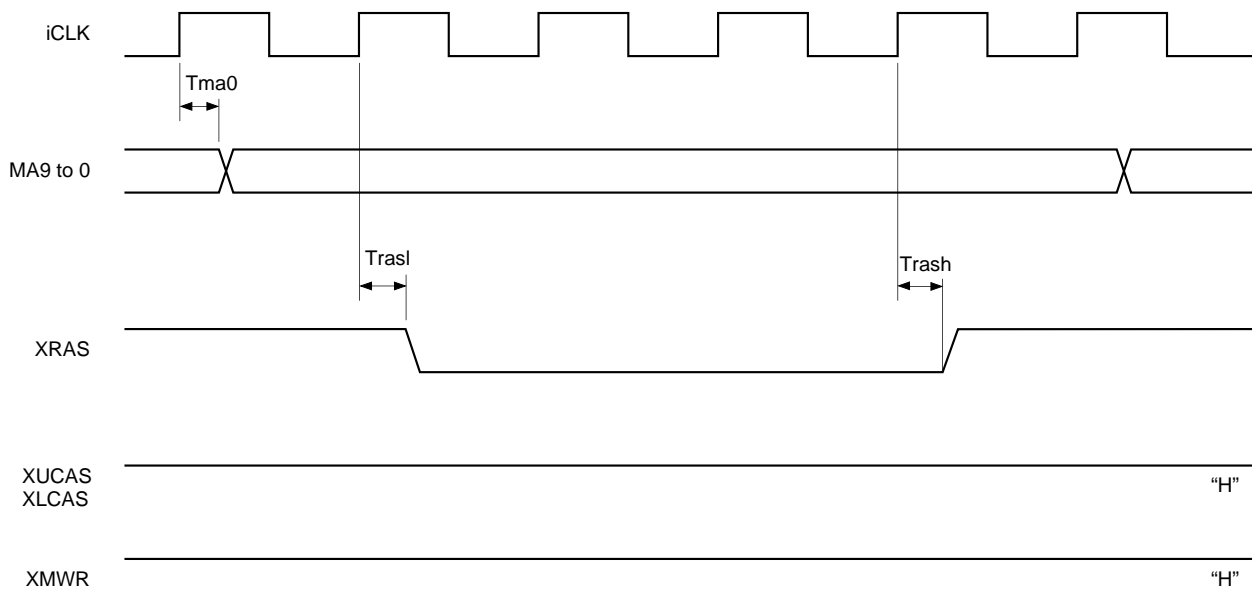 iCLK
Tma0
MA9 to 0
Trasl
Trash
XRAS
XUCAS
XLCAS
“H”
XMWR
“H”